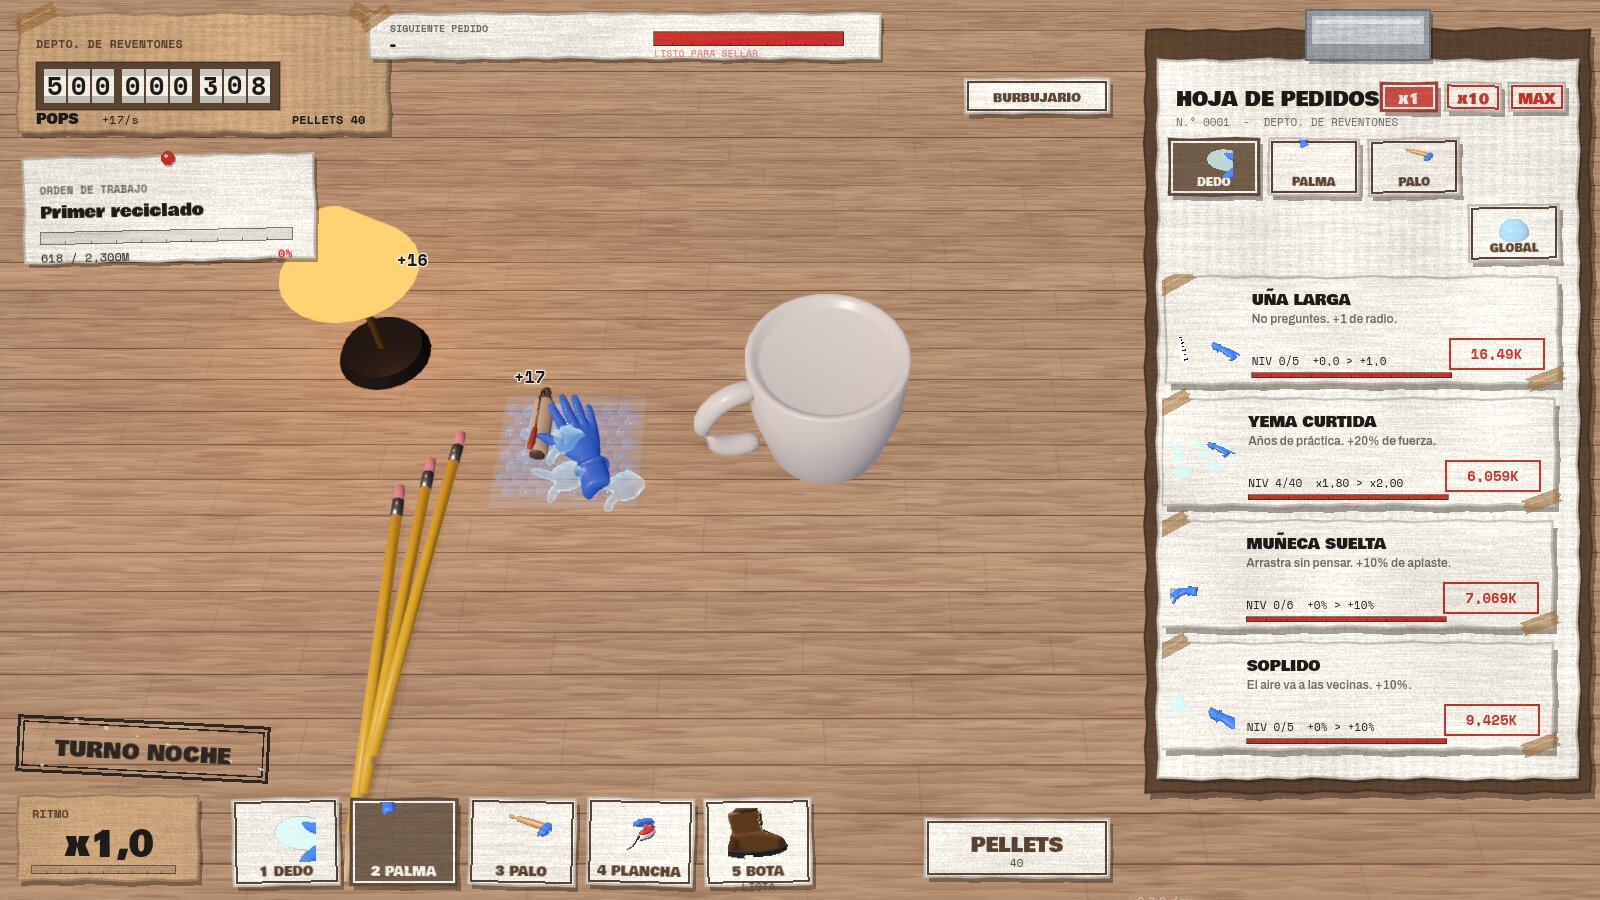 DEPTO. DE REVENTONES
500 000 308
POPS +17/s PELLETS 40
SIGUIENTE PEDIDO
-
LISTO PARA SELLAR
BURBUJARIO
ORDEN DE TRABAJO
Primer reciclado
618 / 2,300M 0%
+16
+17
TURNO NOCHE
RITMO
x1,0
1 DEDO
2 PALMA
3 PALO
4 PLANCHA
5 BOTA
LISTA
PELLETS
40
HOJA DE PEDIDOS x1 x10 MAX
N.° 0001 - DEPTO. DE REVENTONES
DEDO
PALMA
PALO
GLOBAL
UÑA LARGA
No preguntes. +1 de radio.
NIV 0/5 +0,0 > +1,0
16,49K
YEMA CURTIDA
Años de práctica. +20% de fuerza.
NIV 4/40 x1,80 > x2,00
6,059K
MUÑECA SUELTA
Arrastra sin pensar. +10% de aplaste.
NIV 0/6 +0% > +10%
7,069K
SOPLIDO
El aire va a las vecinas. +10%.
NIV 0/5 +0% > +10%
9,425K